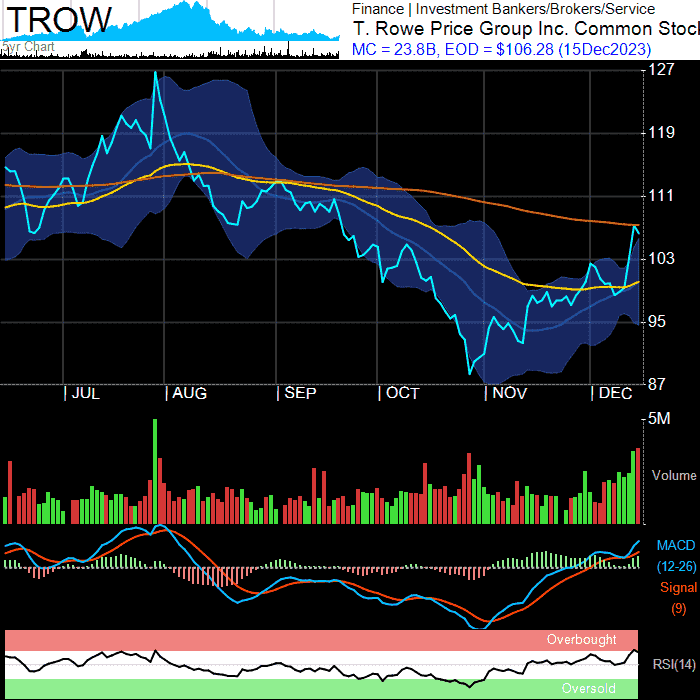 TROW
5yr Chart
Finance | Investment Bankers/Brokers/Service
T. Rowe Price Group Inc. Common Stoc
MC = 23.8B, EOD = $106.28 (15Dec2023)
127
119
111
103
95
87
JUL AUG SEP OCT NOV DEC
5M
Volume
MACD
(12-26)
Signal
(9)
Overbought
RSI(14)
Oversold